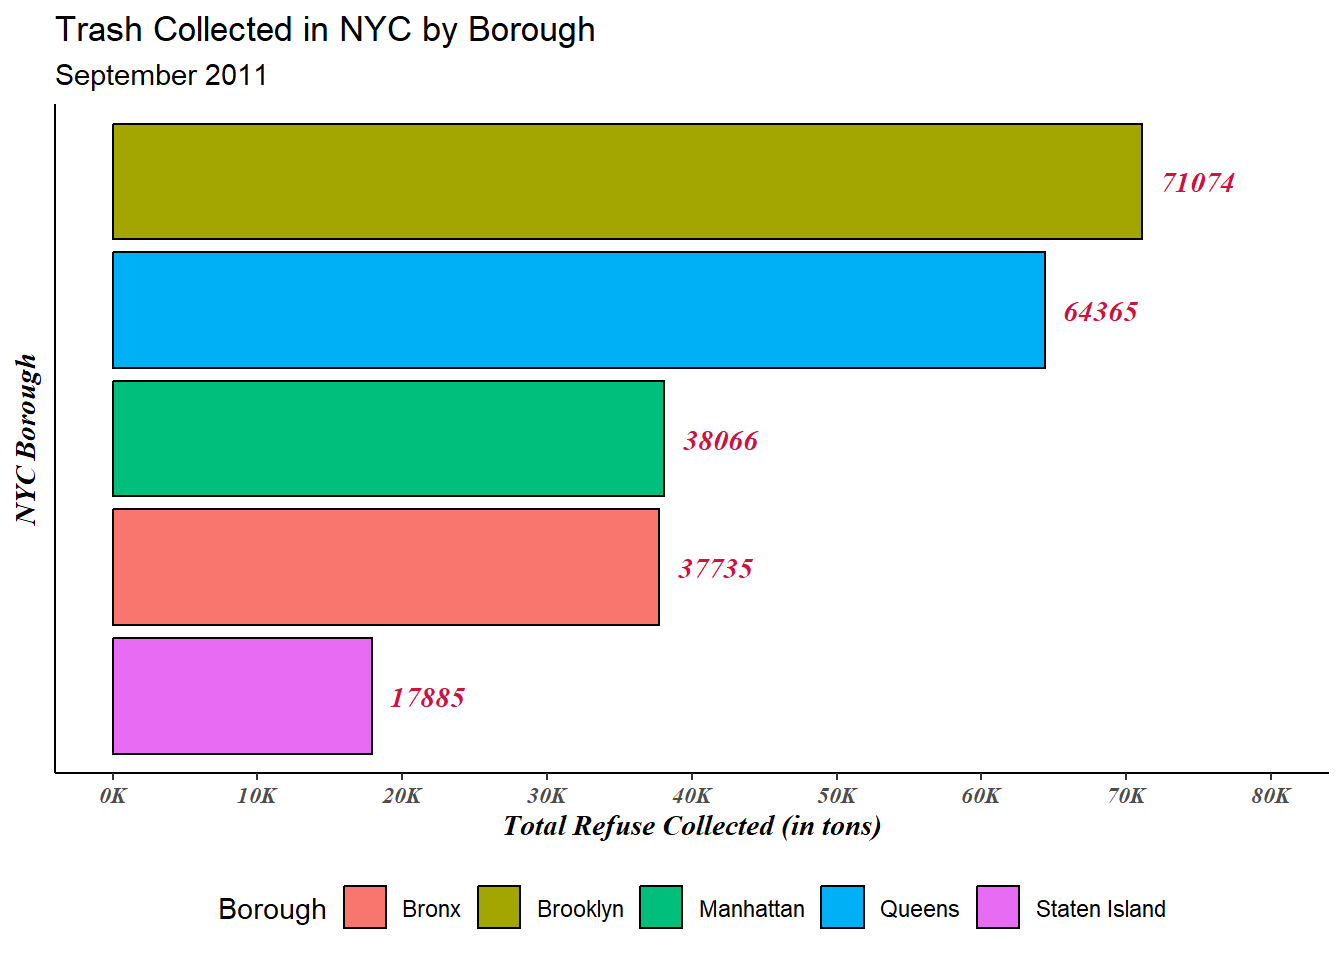 Trash Collected in NYC by Borough
September 2011
NYC Borough
71074
64365
38066
37735
17885
0K 10K 20K 30K 40K 50K 60K 70K 80K
Total Refuse Collected (in tons)
Borough Bronx Brooklyn Manhattan Queens Staten Island